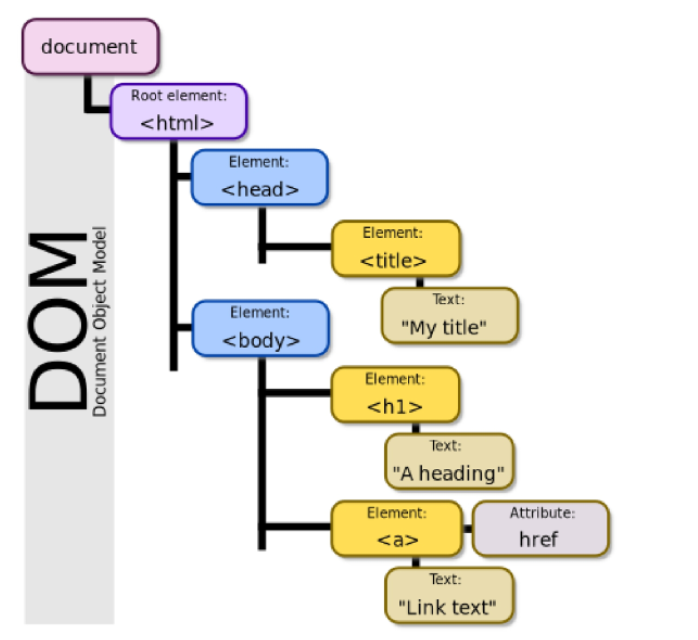 document
Root element:
<html>
Element:
<head>
Element:
<title>
Text:
"My title"
Element:
<body>
Element:
<h1>
Text:
"A heading"
Element:
<a>
Attribute:
href
Text:
"Link text"
DOM
Document Object Model